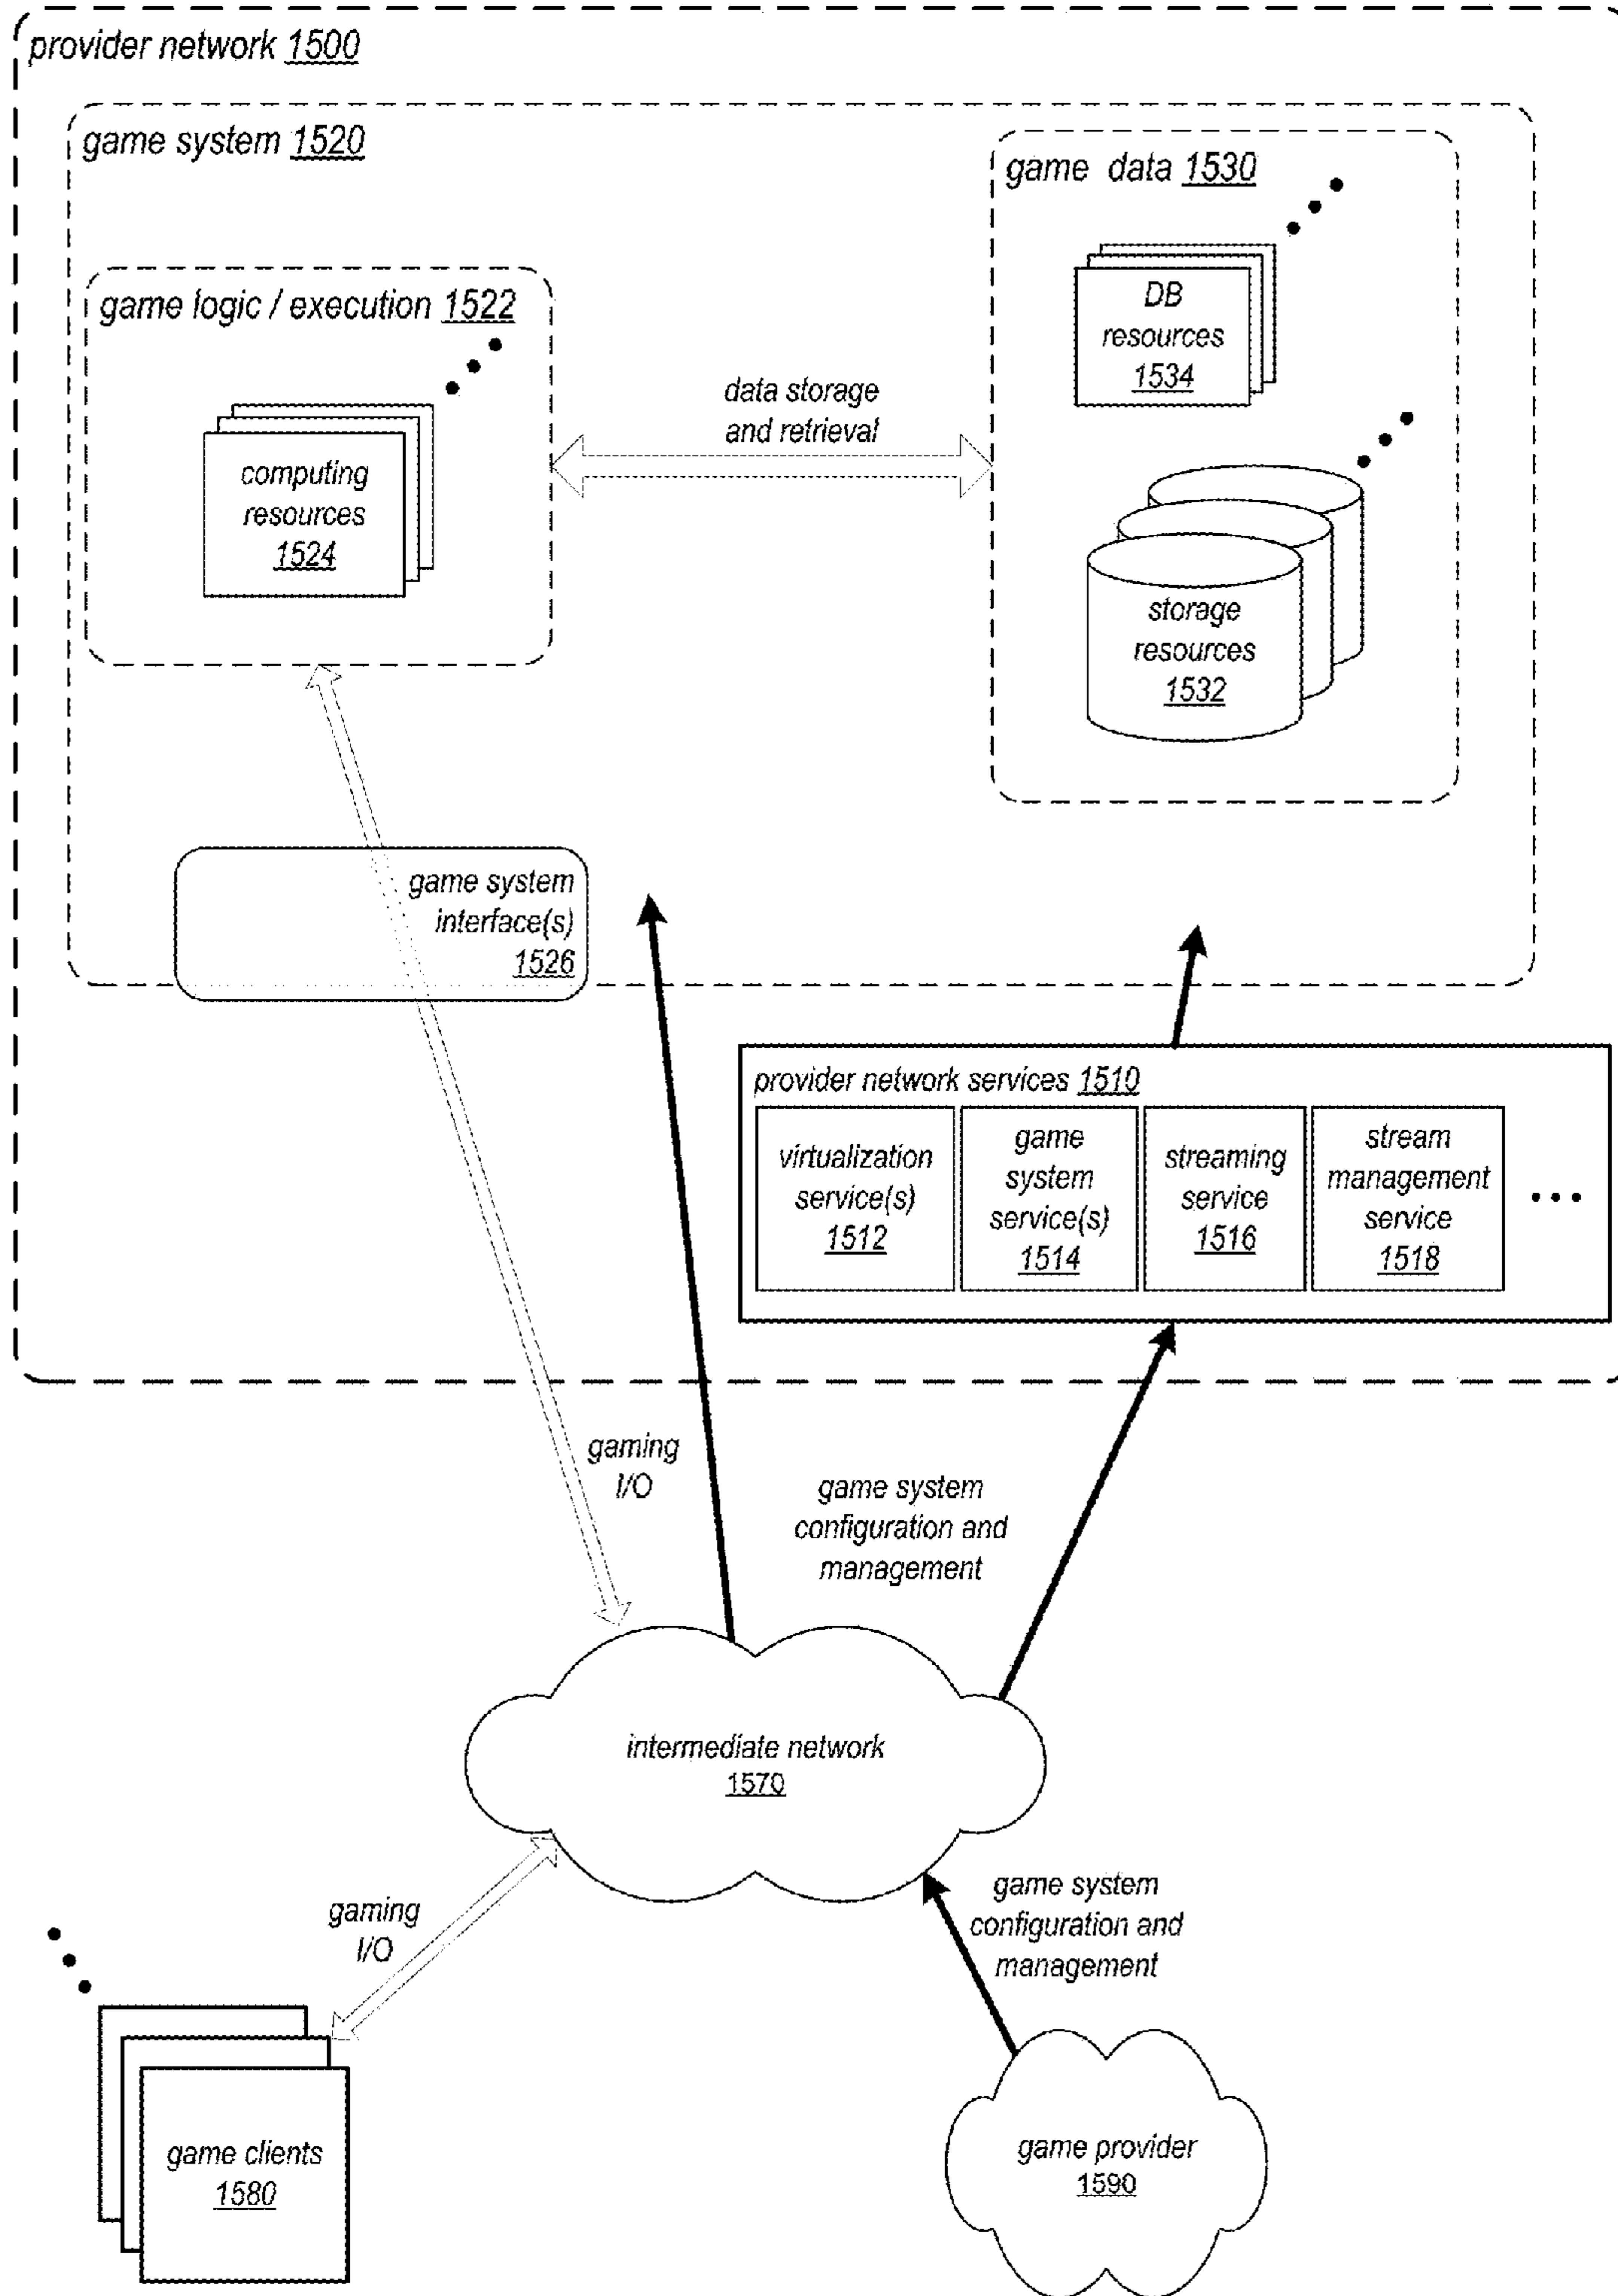 provider network 1500
game system 1520
game data 1530
game logic / execution 1522
DB
resources
1534
data storage
and retrieval
computing
resources
1524
storage
resources
1532
game system
interface(s)
1526
provider network services 1510
virtualization
service(s)
1512
game
system
service(s)
1514
streaming
service
1516
stream
management
service
1518
gaming
I/O
game system
configuration and
management
intermediate network
1570
gaming
I/O
game system
configuration and
management
game clients
1580
game provider
1590